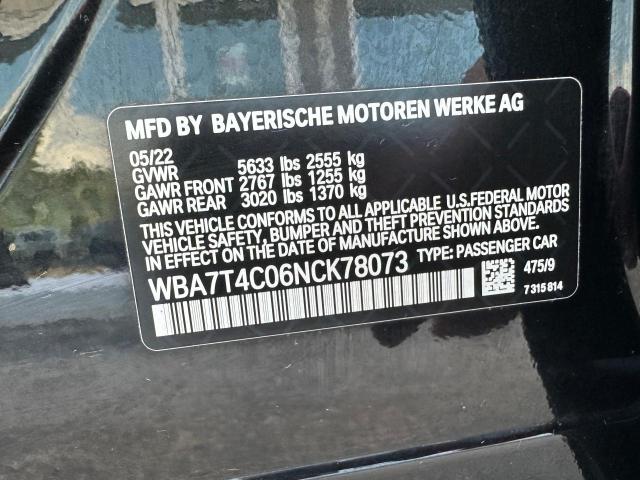 MFD BY BAYERISCHE MOTOREN WERKE AG
05/22
GVWR 5633 lbs 2555 kg
GAWR FRONT 2767 lbs 1255 kg
GAWR REAR 3020 lbs 1370 kg
THIS VEHICLE CONFORMS TO ALL APPLICABLE U.S.FEDERAL MOTOR
VEHICLE SAFETY, BUMPER AND THEFT PREVENTION STANDARDS
IN EFFECT ON THE DATE OF MANUFACTURE SHOWN ABOVE.
WBA7T4C06NCK78073 TYPE: PASSENGER CAR
475/9
7 315 814